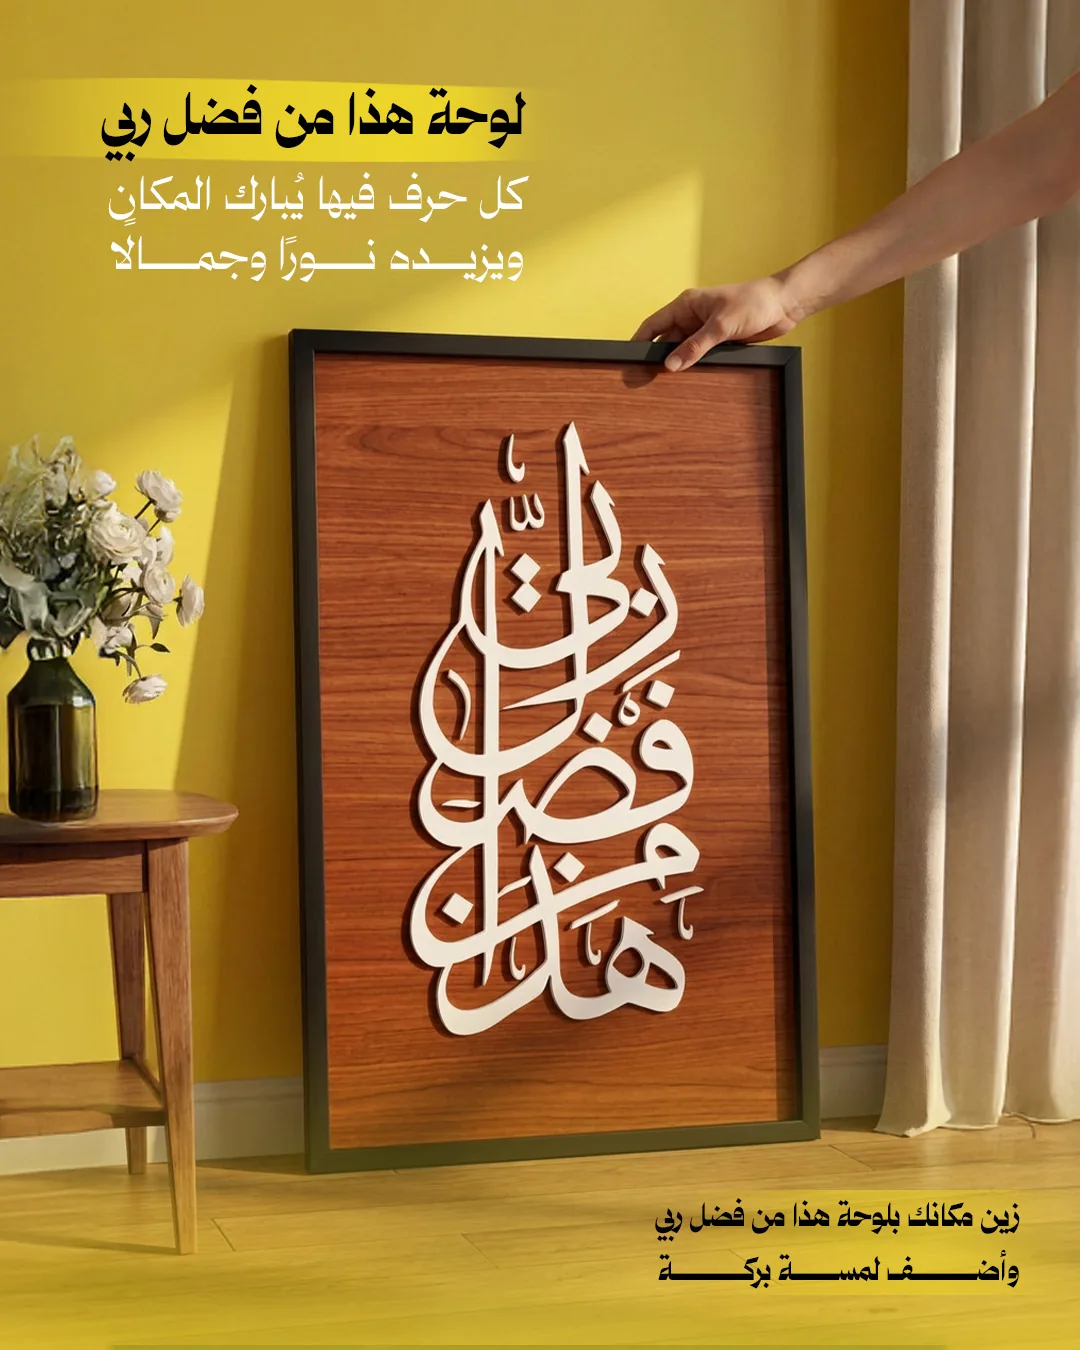 لوحة هذا من فضل ربي
كل حرف فيها يُبارك المكان
ويزيـــده نـــورًا وجمـــالًا
هذا من فضل ربي
زين مكانك بلوحة هذا من فضل ربي
وأضـــف لمســـة بركـــة